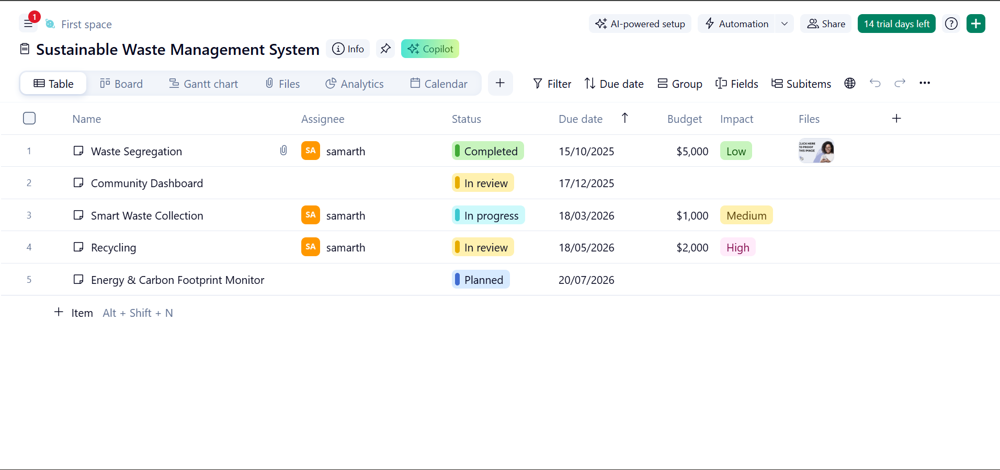 1
First space
AI-powered setup
Automation
Share
14 trial days left
?
Sustainable Waste Management System
Info
Copilot
Table
Board
Gantt chart
Files
Analytics
Calendar
Filter
Due date
Group
Fields
Subitems
Name Assignee Status Due date Budget Impact Files
1 Waste Segregation SA samarth Completed 15/10/2025 $5,000 Low
CLICK HERE
TO PROOF
THIS IMAGE
2 Community Dashboard In review 17/12/2025
3 Smart Waste Collection SA samarth In progress 18/03/2026 $1,000 Medium
4 Recycling SA samarth In review 18/05/2026 $2,000 High
5 Energy & Carbon Footprint Monitor Planned 20/07/2026
+ Item Alt + Shift + N